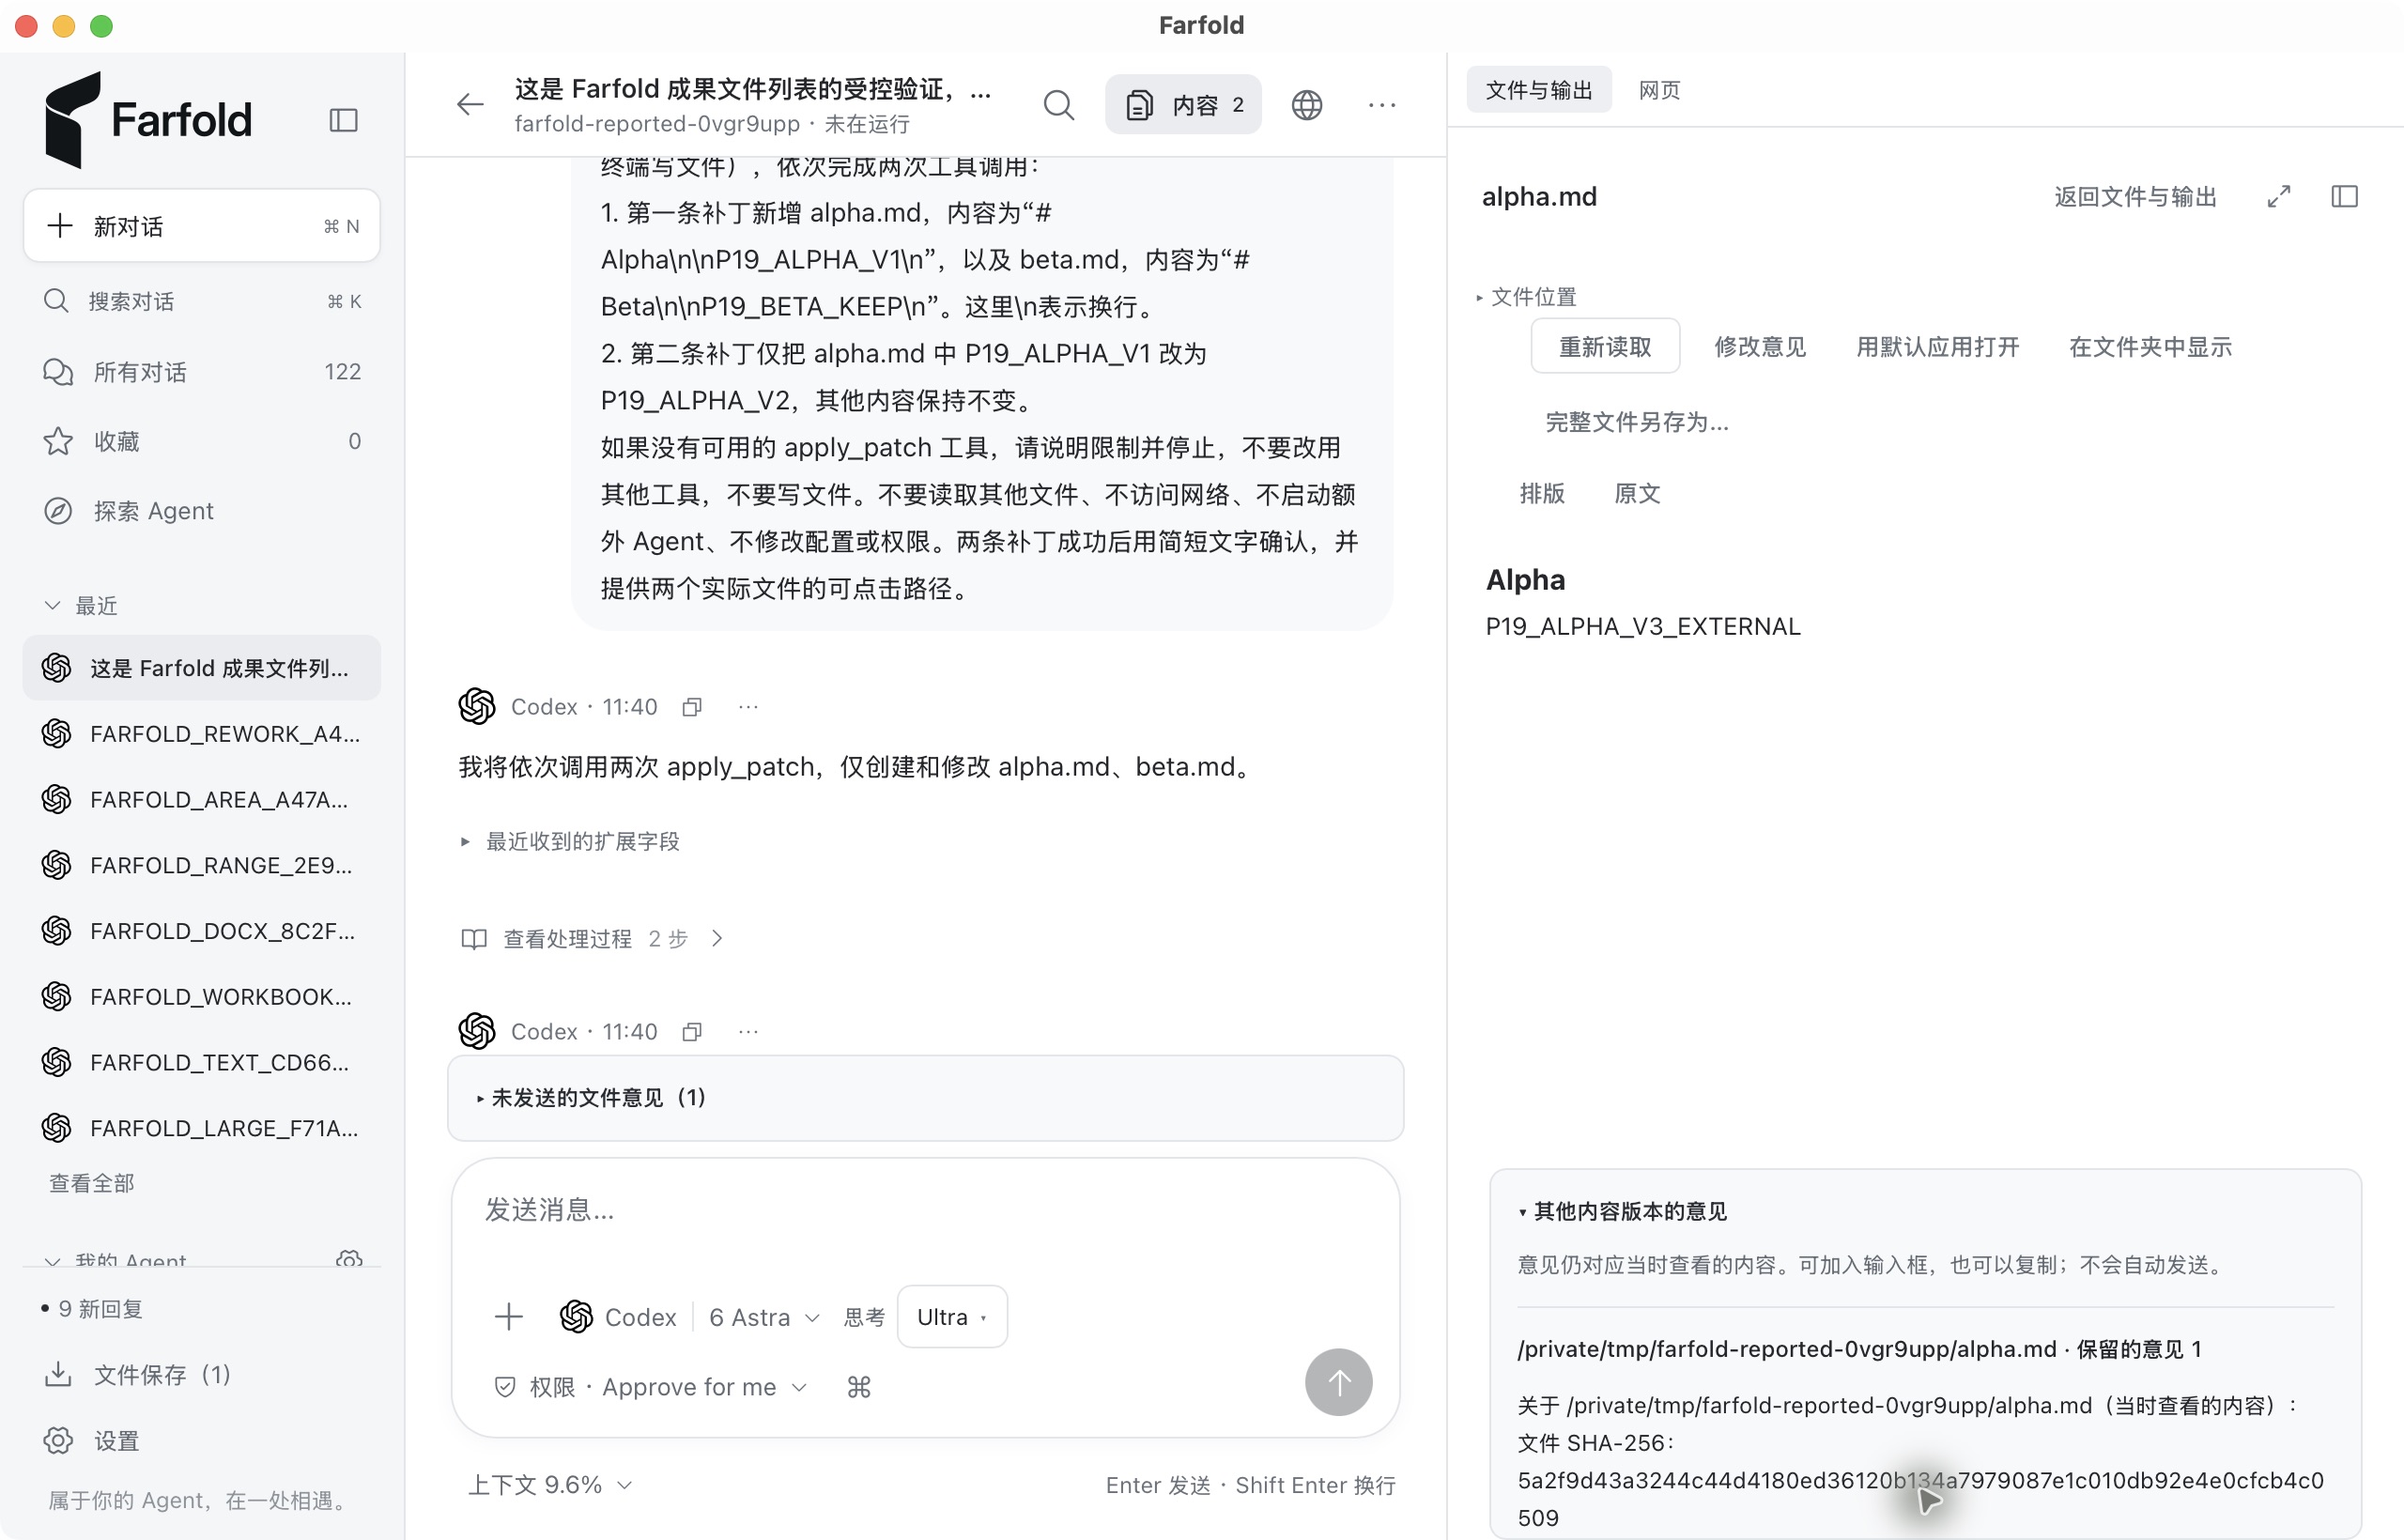 Farfold
Farfold
新对话
⌘ N
搜索对话
⌘ K
所有对话
122
收藏
0
探索 Agent
最近
这是 Farfold 成果文件列...
FARFOLD_REWORK_A4...
FARFOLD_AREA_A47A...
FARFOLD_RANGE_2E9...
FARFOLD_DOCX_8C2F...
FARFOLD_WORKBOOK...
FARFOLD_TEXT_CD66...
FARFOLD_LARGE_F71A...
查看全部
我的 Agent
9 新回复
文件保存（1）
设置
属于你的 Agent，在一处相遇。
这是 Farfold 成果文件列表的受控验证，...
farfold-reported-0vgr9upp · 未在运行
内容 2
终端写文件），依次完成两次工具调用：
1. 第一条补丁新增 alpha.md，内容为“#
Alpha\n\nP19_ALPHA_V1\n”，以及 beta.md，内容为“#
Beta\n\nP19_BETA_KEEP\n”。这里\n表示换行。
2. 第二条补丁仅把 alpha.md 中 P19_ALPHA_V1 改为
P19_ALPHA_V2，其他内容保持不变。
如果没有可用的 apply_patch 工具，请说明限制并停止，不要改用
其他工具，不要写文件。不要读取其他文件、不访问网络、不启动额
外 Agent、不修改配置或权限。两条补丁成功后用简短文字确认，并
提供两个实际文件的可点击路径。
Codex · 11:40
我将依次调用两次 apply_patch，仅创建和修改 alpha.md、beta.md。
最近收到的扩展字段
查看处理过程 2 步
Codex · 11:40
未发送的文件意见（1）
发送消息...
Codex
6 Astra
思考
Ultra
权限 · Approve for me
⌘
上下文 9.6%
Enter 发送 · Shift Enter 换行
文件与输出
网页
alpha.md
返回文件与输出
文件位置
重新读取
修改意见
用默认应用打开
在文件夹中显示
完整文件另存为...
排版
原文
Alpha
P19_ALPHA_V3_EXTERNAL
其他内容版本的意见
意见仍对应当时查看的内容。可加入输入框，也可以复制；不会自动发送。
/private/tmp/farfold-reported-0vgr9upp/alpha.md · 保留的意见 1
关于 /private/tmp/farfold-reported-0vgr9upp/alpha.md（当时查看的内容）：
文件 SHA-256：
5a2f9d43a3244c44d4180ed36120b134a7979087e1c010db92e4e0cfcb4c0
509